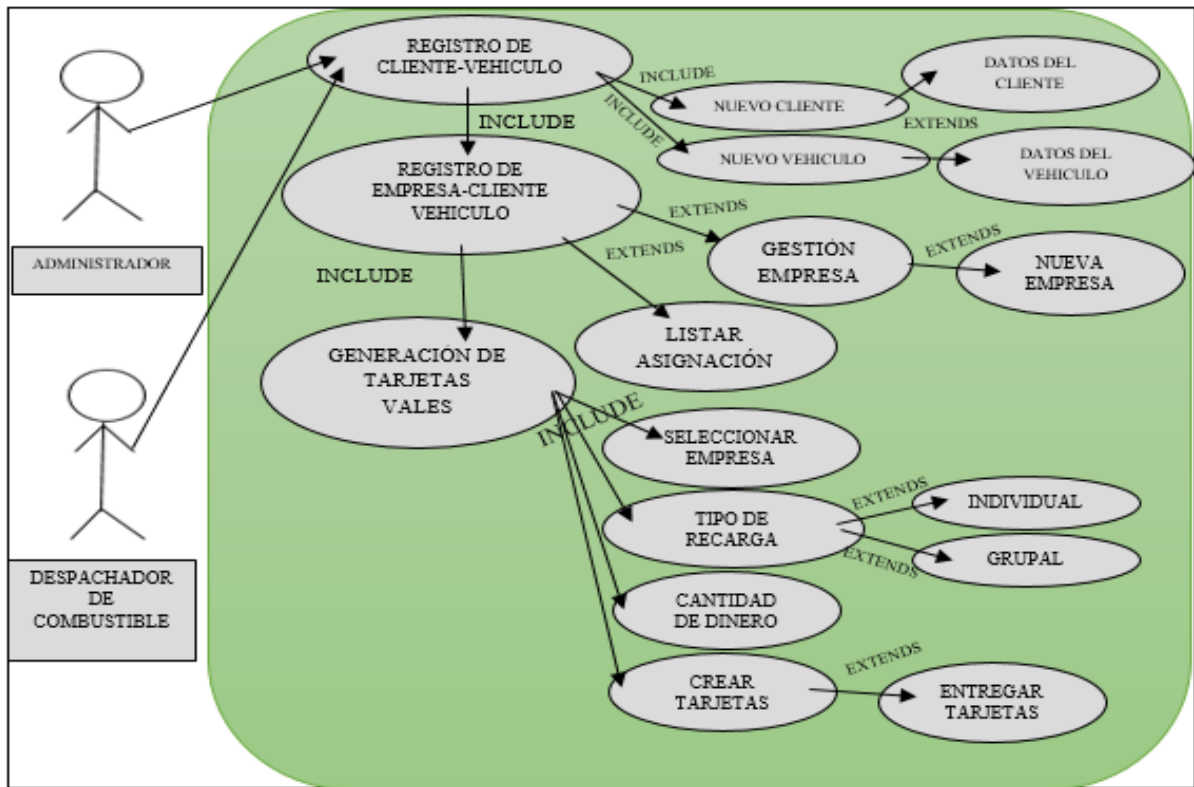 REGISTRO DE
CLIENTE-VEHICULO
INCLUDE
NUEVO CLIENTE
DATOS DEL
CLIENTE
INCLUDE
EXTENDS
NUEVO VEHICULO
DATOS DEL
VEHICULO
INCLUDE
REGISTRO DE
EMPRESA-CLIENTE
VEHICULO
EXTENDS
GESTIÓN
EMPRESA
EXTENDS
NUEVA
EMPRESA
EXTENDS
ADMINISTRADOR
INCLUDE
LISTAR
ASIGNACIÓN
GENERACIÓN DE
TARJETAS
VALES
INCLUDE
SELECCIONAR
EMPRESA
TIPO DE
RECARGA
EXTENDS
INDIVIDUAL
EXTENDS
GRUPAL
DESPACHADOR
DE
COMBUSTIBLE
CANTIDAD
DE DINERO
CREAR
TARJETAS
EXTENDS
ENTREGAR
TARJETAS